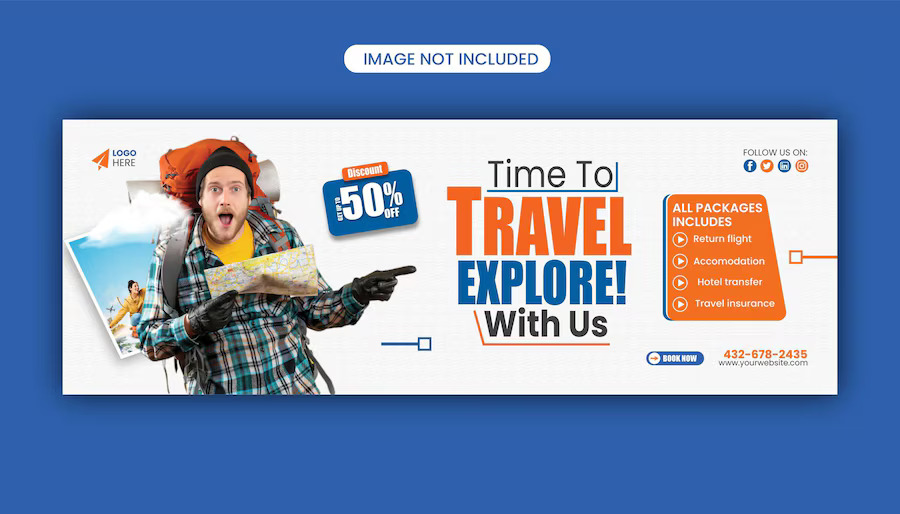 IMAGE NOT INCLUDED
LOGO
HERE
Discount
GET UP TO
50%
OFF
Time To
TRAVEL
EXPLORE!
With Us
FOLLOW US ON:
ALL PACKAGES
INCLUDES
Return flight
Accomodation
Hotel transfer
Travel insurance
BOOK NOW
432-678-2435
www.yourwebsite.com